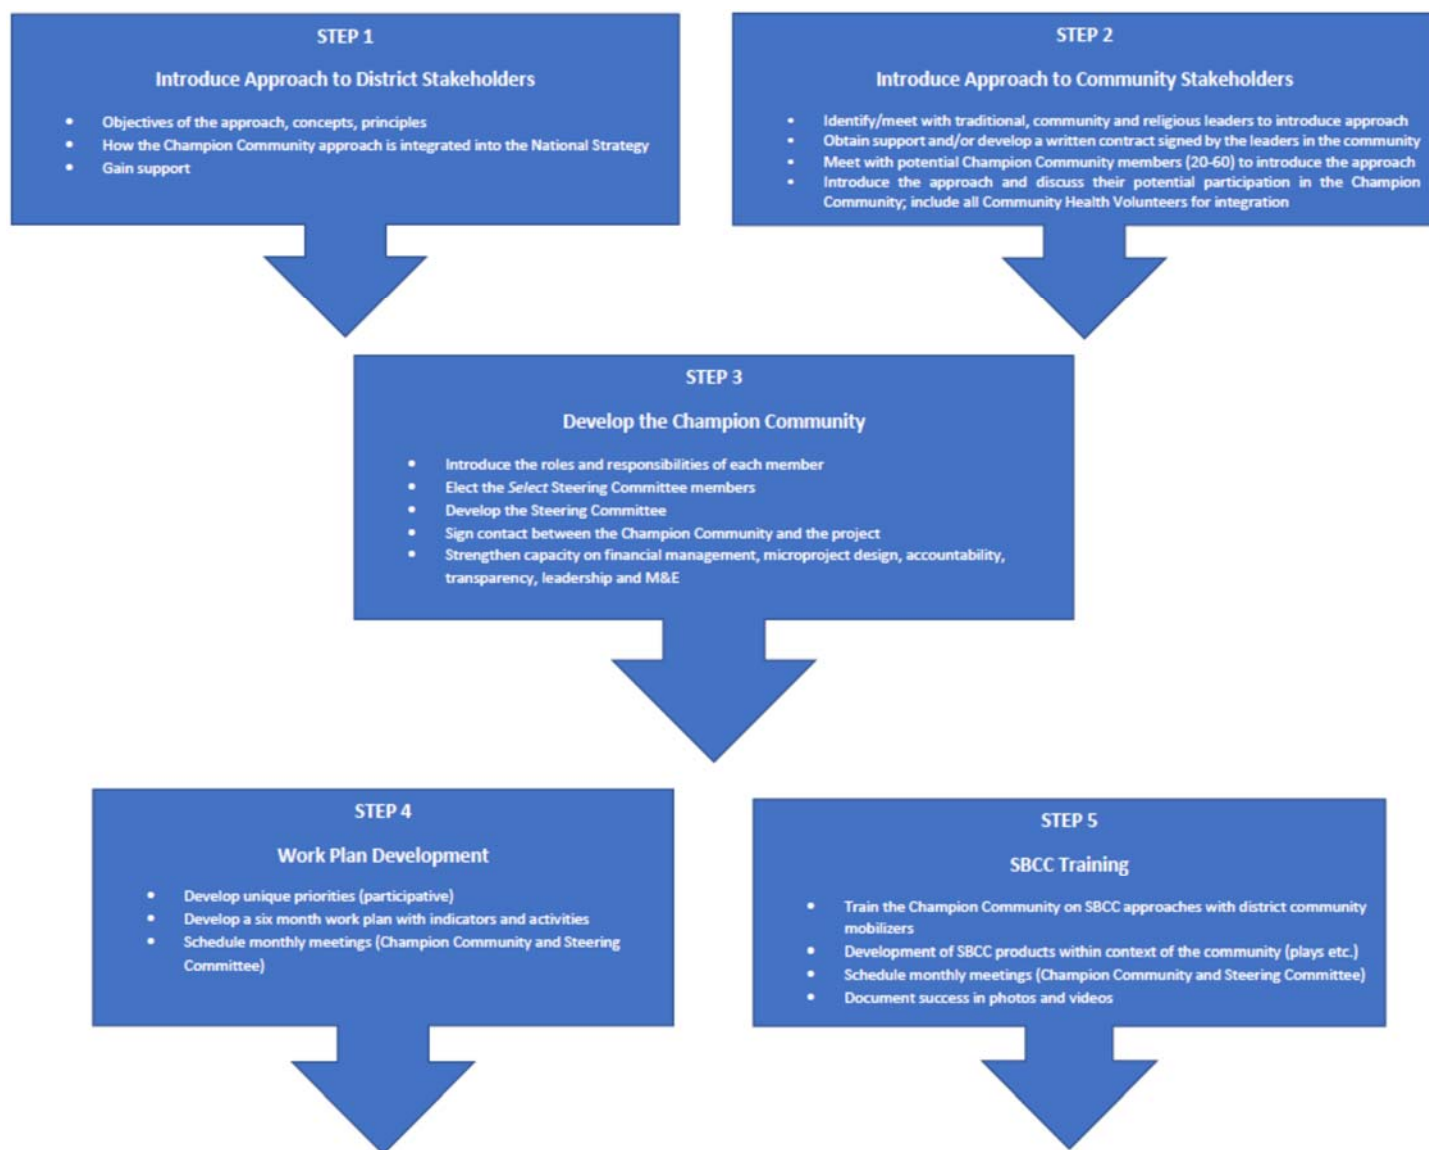 STEP 1
Introduce Approach to District Stakeholders
• Objectives of the approach, concepts, principles
• How the Champion Community approach is integrated into the National Strategy
• Gain support
STEP 2
Introduce Approach to Community Stakeholders
• Identify/meet with traditional, community and religious leaders to introduce approach
• Obtain support and/or develop a written contract signed by the leaders in the community
• Meet with potential Champion Community members (20-60) to introduce the approach
• Introduce the approach and discuss their potential participation in the Champion
Community; include all Community Health Volunteers for integration
STEP 3
Develop the Champion Community
• Introduce the roles and responsibilities of each member
• Elect the Select Steering Committee members
• Develop the Steering Committee
• Sign contact between the Champion Community and the project
• Strengthen capacity on financial management, microproject design, accountability,
transparency, leadership and M&E
STEP 4
Work Plan Development
• Develop unique priorities (participative)
• Develop a six month work plan with indicators and activities
• Schedule monthly meetings (Champion Community and Steering
Committee)
STEP 5
SBCC Training
• Train the Champion Community on SBCC approaches with district community
mobilizers
• Development of SBCC products within context of the community (plays etc.)
• Schedule monthly meetings (Champion Community and Steering Committee)
• Document success in photos and videos